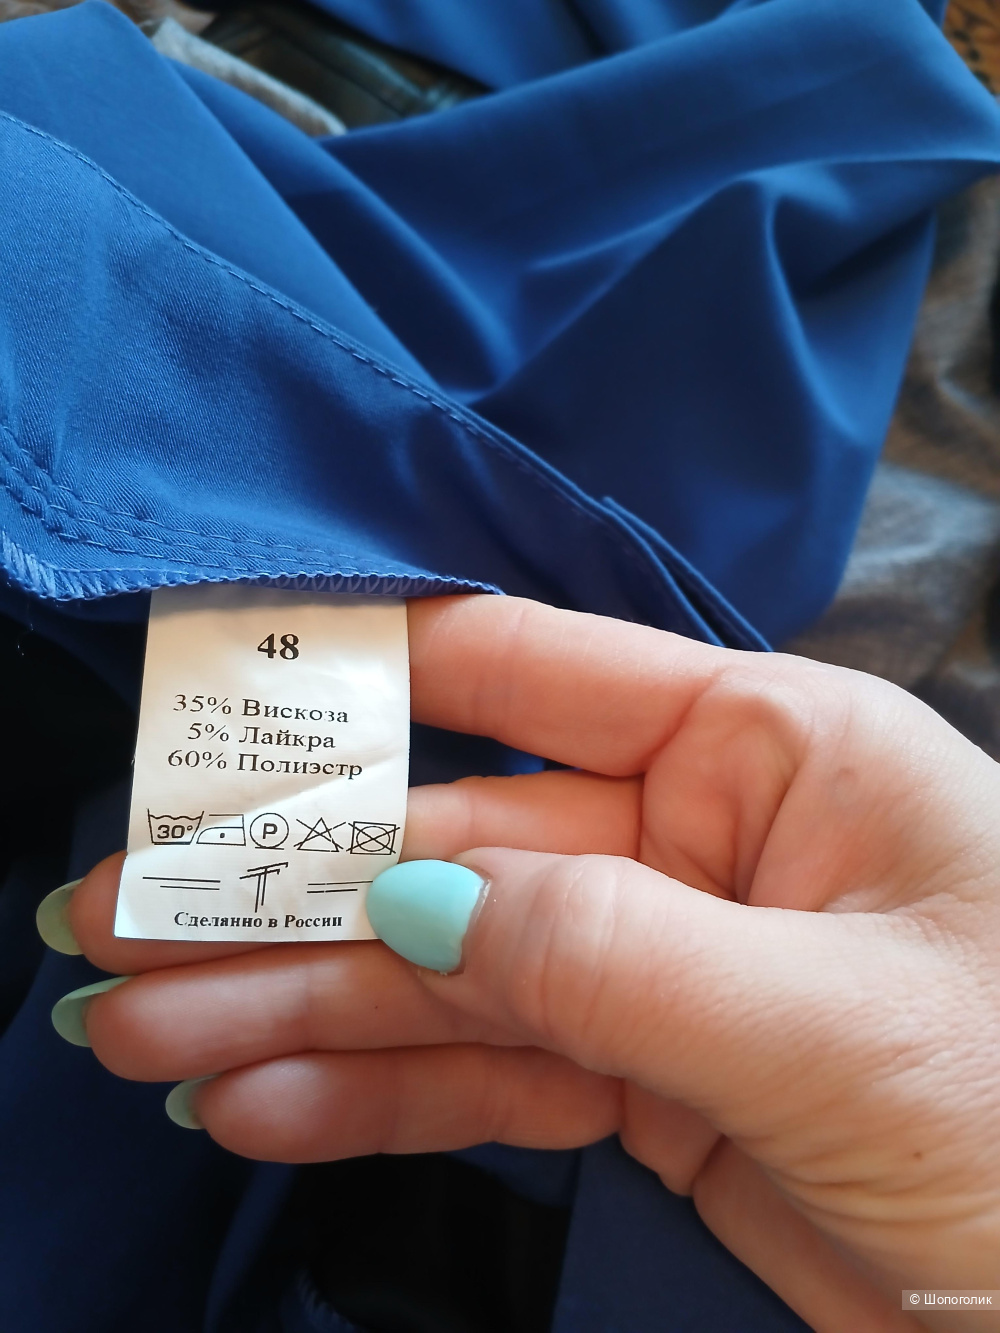 48
35% Вискоза
5% Лайкра
60% Полиэстр
30° P
Сделанно в России
© Шопоголик